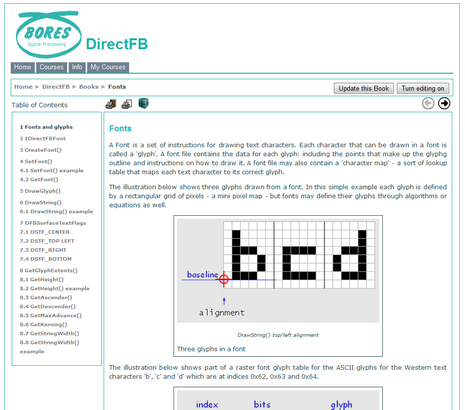 BORES
Signal Processing
DirectFB
Home Courses Info My Courses
Home ► DirectFB ► Books ► Fonts
Update this Book Turn editing on
Table of Contents
1 Fonts and glyphs
2 IDirectFBFont
3 CreateFont()
4 SetFont()
4.1 SetFont() example
4.2 GetFont()
5 DrawGlyph()
6 DrawString()
6.1 DrawString() example
7 DFBSurfaceTextFlags
7.1 DSTF_CENTER
7.2 DSTF_TOP LEFT
7.3 DSTF_RIGHT
7.4 DSTF_BOTTOM
8 GetGlyphExtents()
8.1 GetHeight()
8.2 GetHeight() example
8.3 GetAscender()
8.4 GetDescender()
8.5 GetMaxAdvance()
8.6 GetKerning()
8.7 GetStringWidth()
8.8 GetStringWidth()
example
Fonts
A Font is a set of instructions for drawing text characters. Each character that can be drawn in a font is
called a 'glyph'. A font file contains the data for each glyph: including the points that make up the glyphg
outline and instructions on how to draw it. A font file may also contain a 'character map' - a sort of lookup
table that maps each text character to its correct glyph.
The illustration below shows three glyphs drawn from a font. In this simple example each glyph is defined
by a rectangular grid of pixels - a mini pixel map - but fonts may define their glyphs through algorithms or
equations as well.
bcd
baseline
alignment
DrawString() top/left alignment
Three glyphs in a font
The illustration below shows part of a raster font glyph table for the ASCII glyphs for the Western text
characters 'b', 'c' and 'd' which are at indices 0x62, 0x63 and 0x64.
index bits glyph